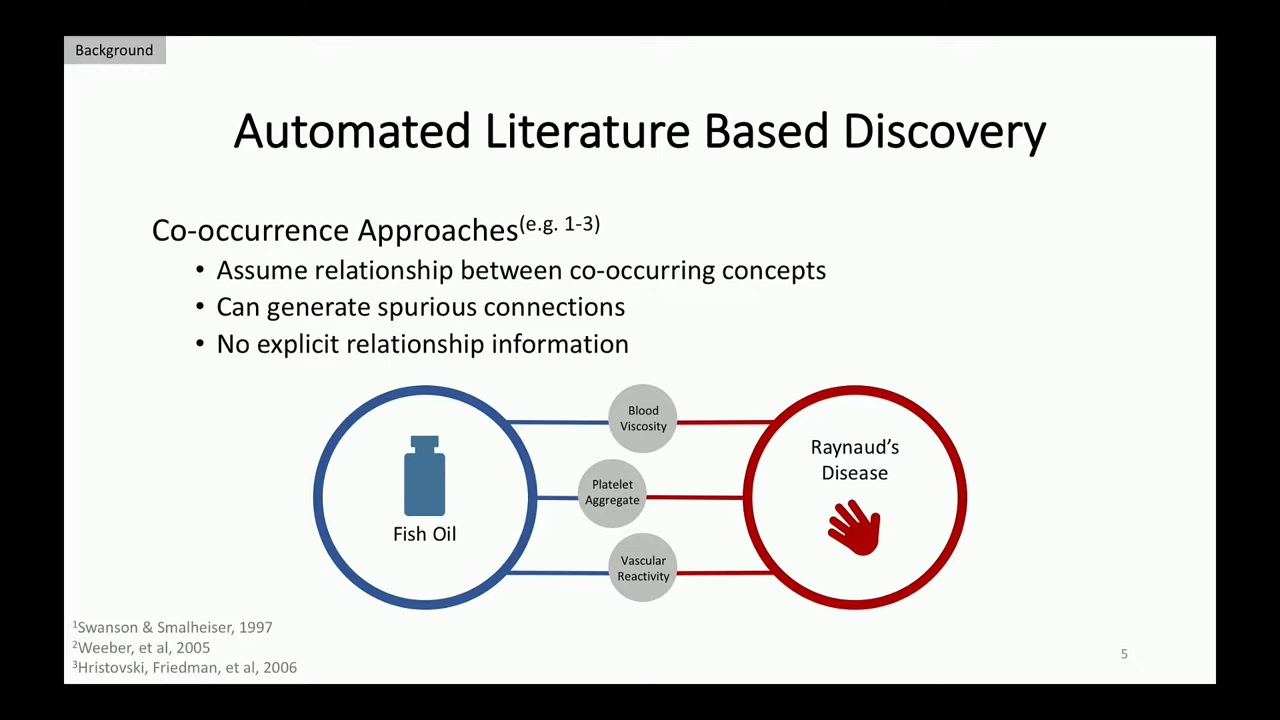 Background
Automated Literature Based Discovery
Co-occurrence Approaches(e.g. 1-3)
• Assume relationship between co-occurring concepts
• Can generate spurious connections
• No explicit relationship information
Blood
Viscosity
Platelet
Aggregate
Vascular
Reactivity
Fish Oil
Raynaud’s
Disease
1Swanson & Smalheiser, 1997
2Weeber, et al, 2005
3Hristovski, Friedman, et al, 2006
5